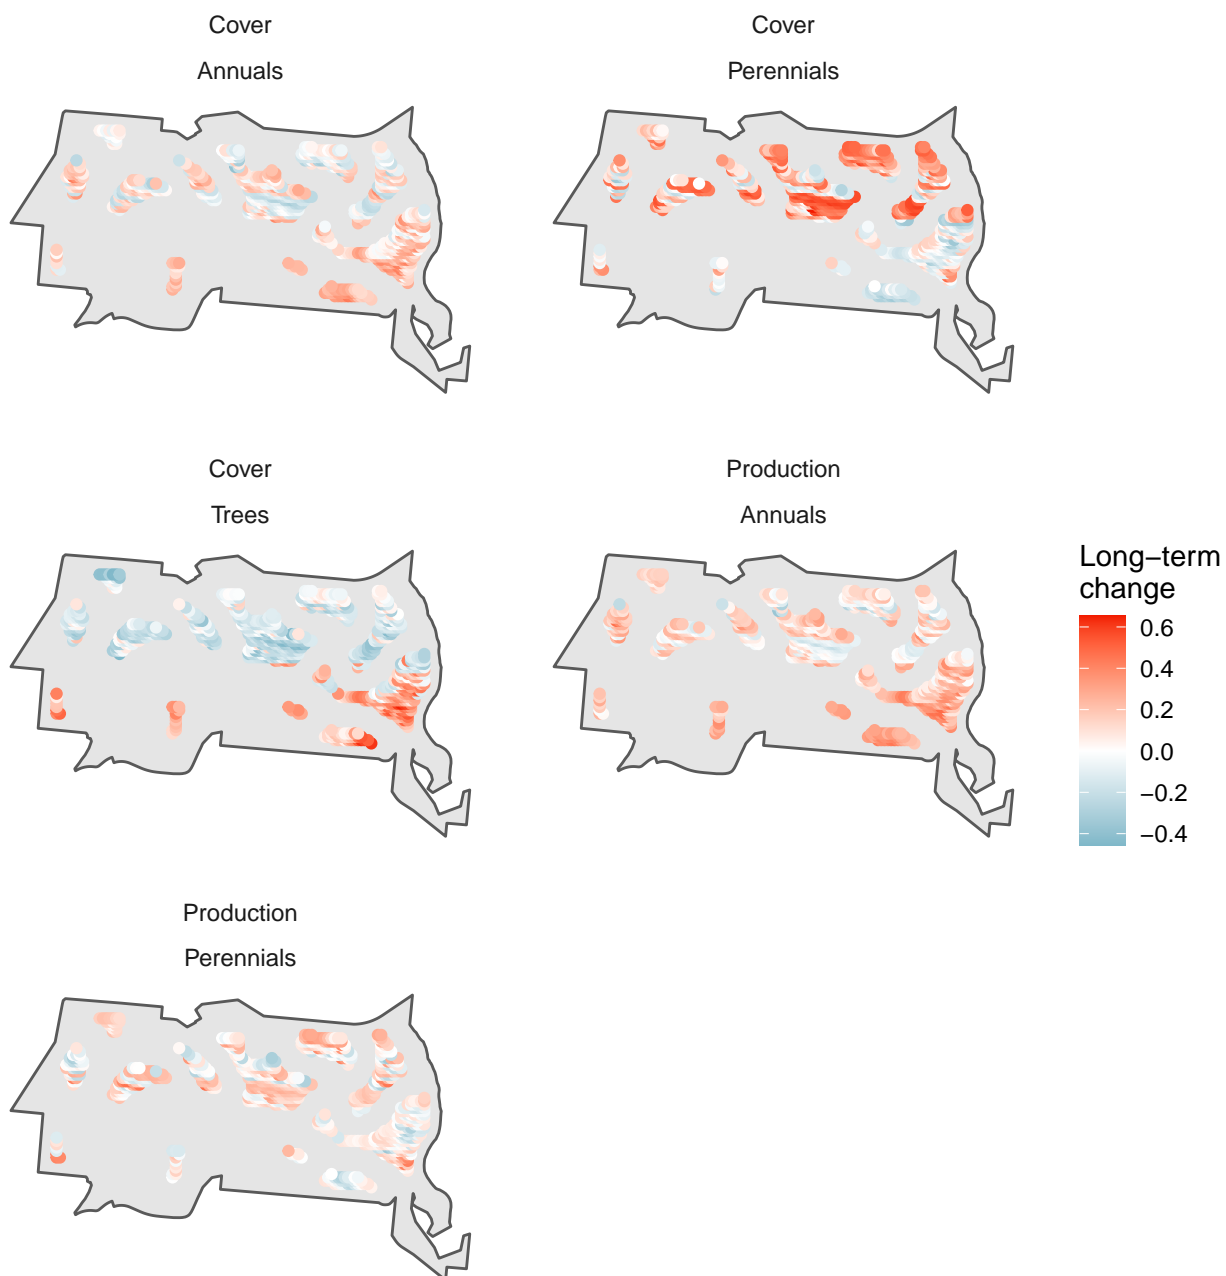 Cover
Annuals
Cover
Perennials
Cover
Trees
Production
Annuals
Long−term
change
0.6
0.4
0.2
0.0
−0.2
−0.4
Production
Perennials